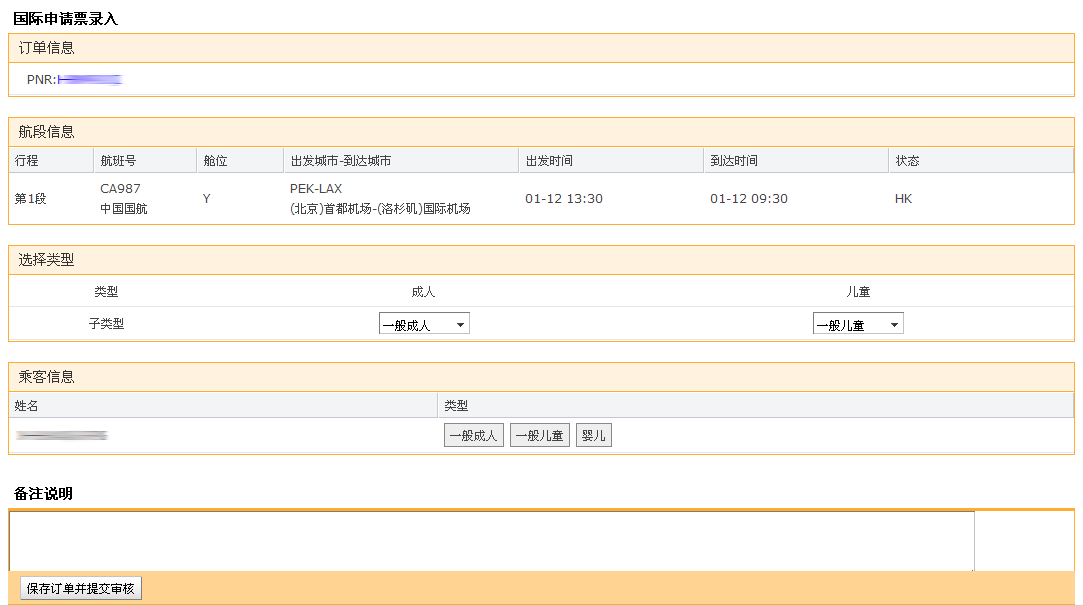 国际申请票录入
订单信息
PNR:
航段信息
行程 航班号 舱位 出发城市-到达城市 出发时间 到达时间 状态
第1段 CA987 中国国航 Y PEK-LAX (北京)首都机场-(洛杉矶)国际机场 01-12 13:30 01-12 09:30 HK
选择类型
类型 成人 儿童
子类型 一般成人 一般儿童
乘客信息
姓名 类型
一般成人 一般儿童 婴儿
备注说明
保存订单并提交审核